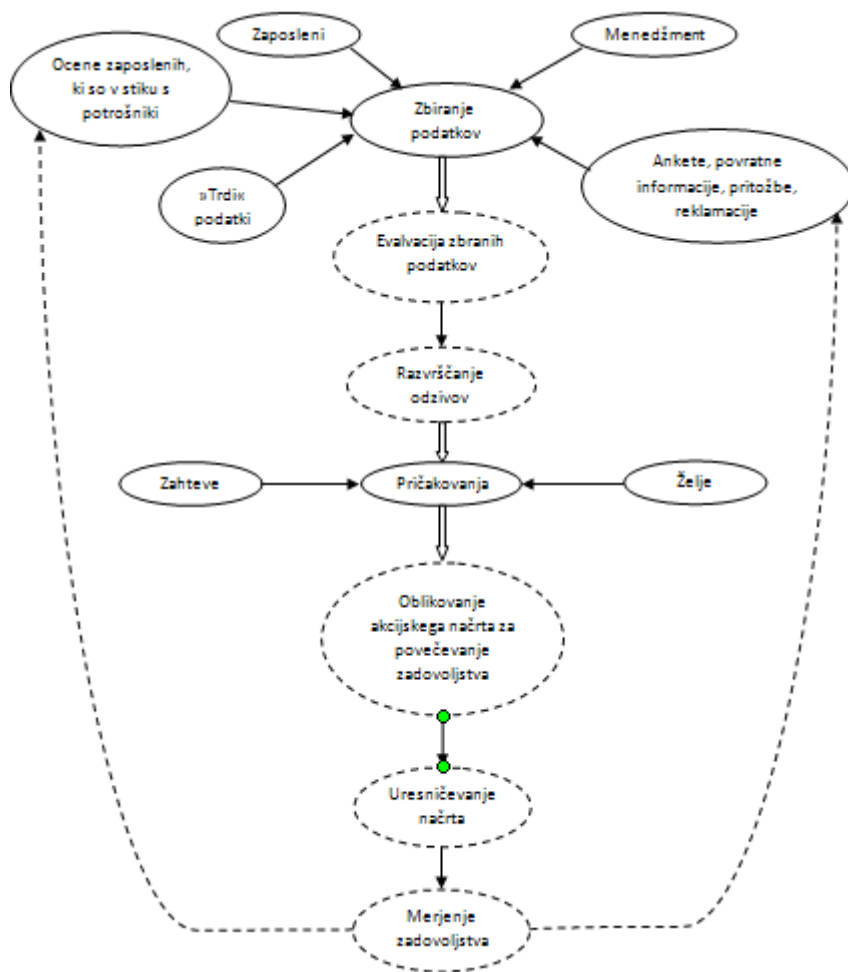 Zaposleni
Menedžment
Ocene zaposlenih,
ki so v stiku s
potrošniki
Zbiranje
podatkov
Ankete, povratne
informacije, pritožbe,
reklamacije
»Trdi«
podatki
Evalvacija zbranih
podatkov
Razvrščanje
odzivov
Zahteve
Pričakovanja
Želje
Oblikovanje
akcijskega načrta za
povečevanje
zadovoljstva
Uresničevanje
načrta
Merjenje
zadovoljstva